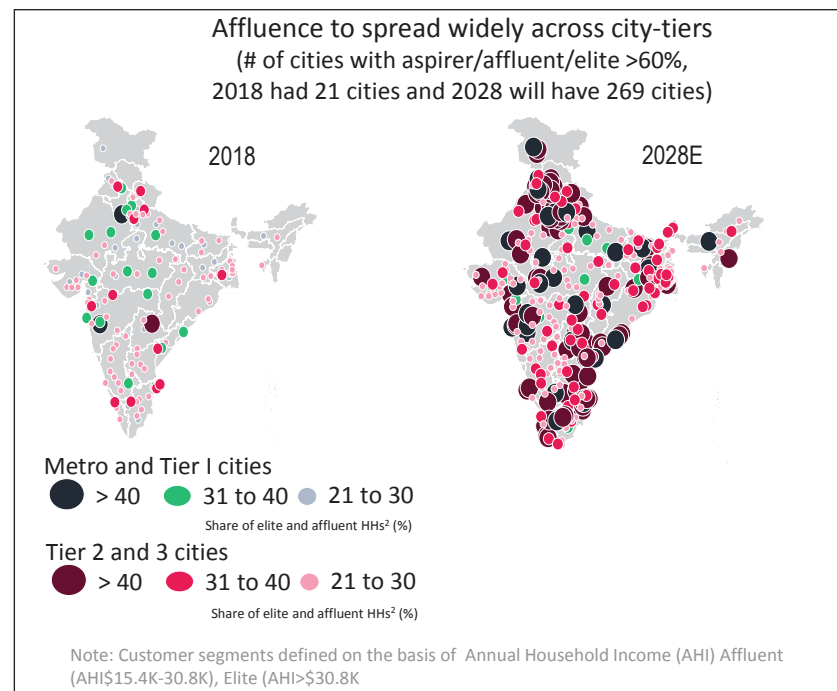 Affluence to spread widely across city-tiers
(# of cities with aspirer/affluent/elite >60%,
2018 had 21 cities and 2028 will have 269 cities)
2018
2028E
Metro and Tier I cities
> 40 31 to 40 21 to 30
Share of elite and affluent HHs² (%)
Tier 2 and 3 cities
> 40 31 to 40 21 to 30
Share of elite and affluent HHs² (%)
Note: Customer segments defined on the basis of Annual Household Income (AHI) Affluent
(AHI$15.4K-30.8K), Elite (AHI>$30.8K